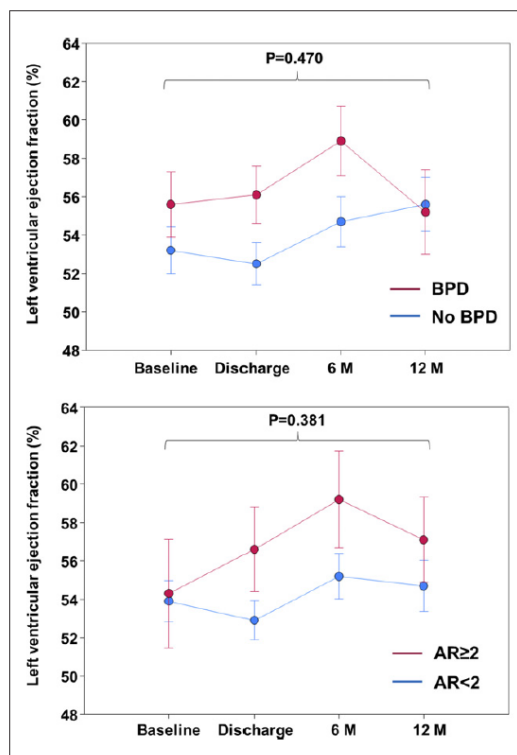 64
P=0.470
62
60
58
56
54
52
50
48
Left ventricular ejection fraction (%)
BPD
No BPD
Baseline Discharge 6 M 12 M
64
P=0.381
62
60
58
56
54
52
50
48
Left ventricular ejection fraction (%)
AR≥2
AR<2
Baseline Discharge 6 M 12 M